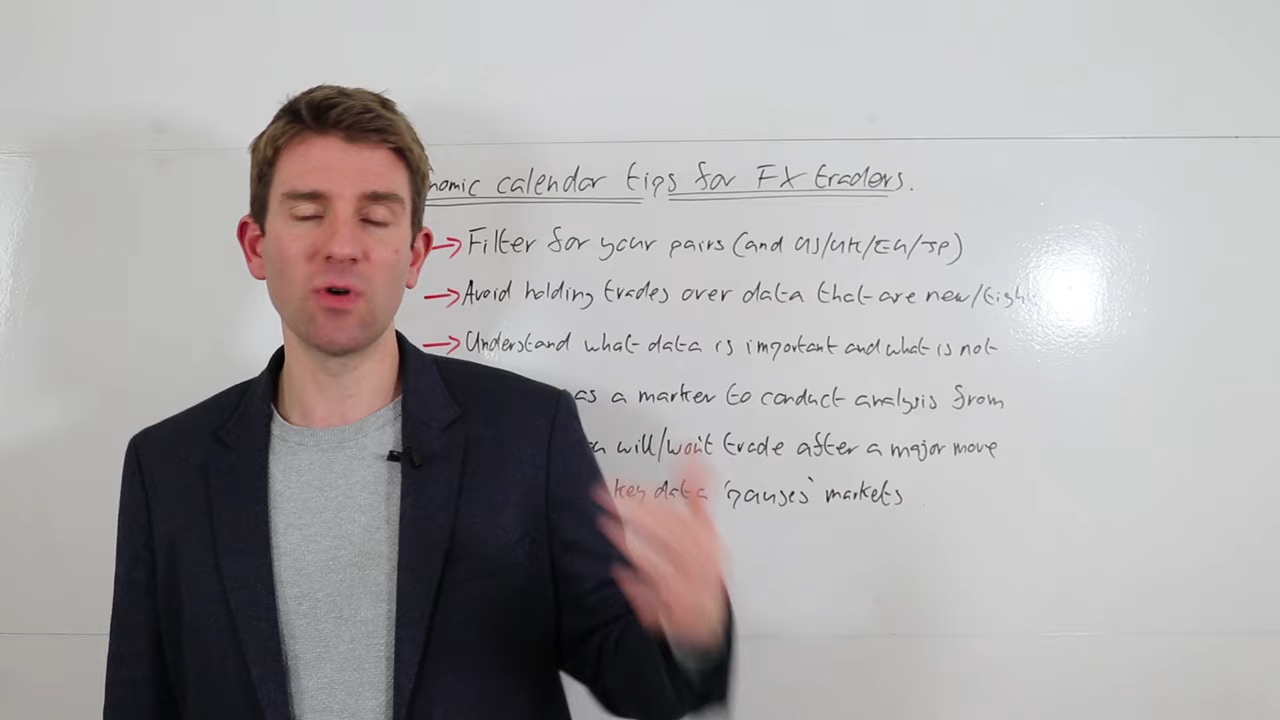 nomic calendar tips for FX traders.
→ Filter for your pairs (and US/UK/EU/JP)
→ Avoid holding trades over data that are new/tigh
→ Understand what data is important and what is not
as a marker to conduct analysis from
will/won't trade after a major move
key data 'pauses' markets